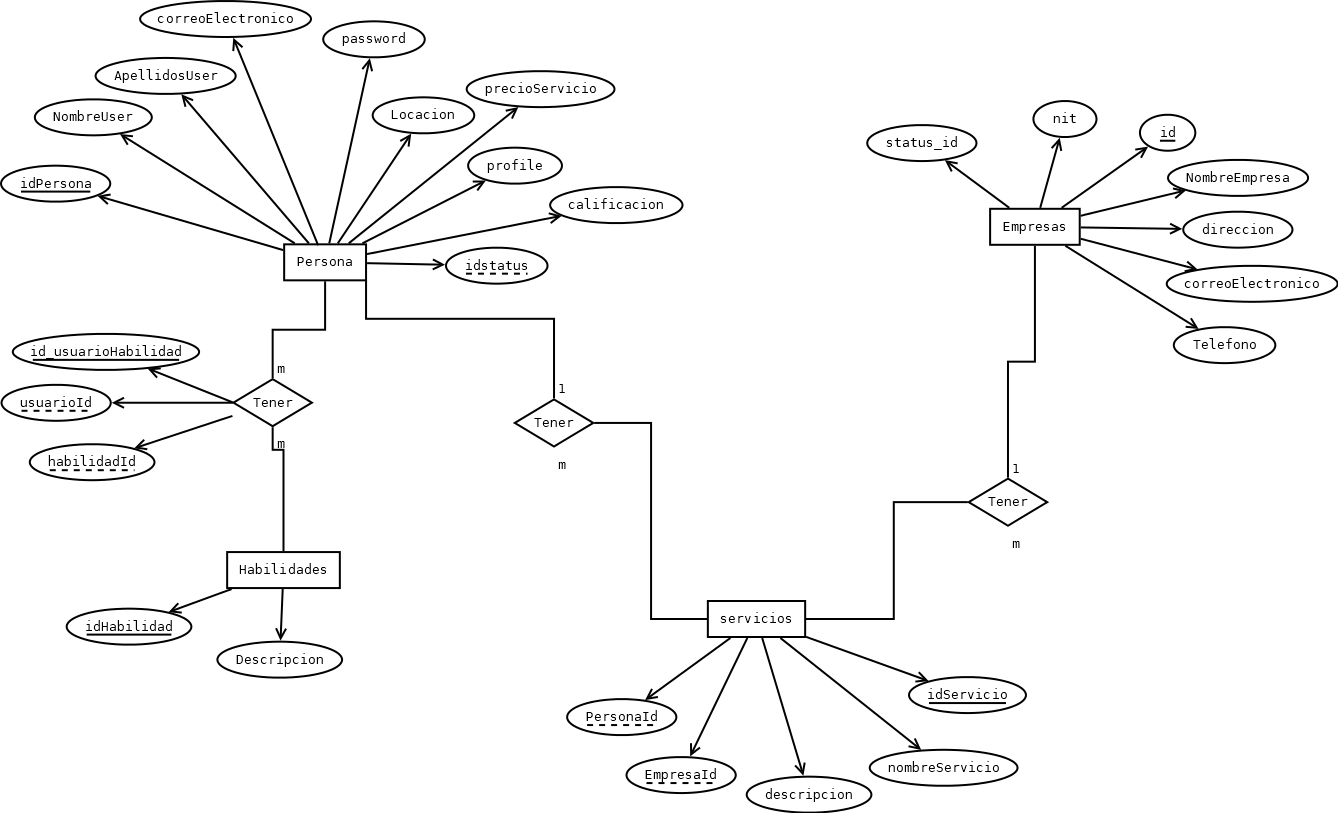 correoElectronico
password
ApellidosUser
precioServicio
Locacion
NombreUser
profile
idPersona
calificacion
Persona
idstatus
nit
id
status_id
NombreEmpresa
Empresas
direccion
correoElectronico
Telefono
id_usuarioHabilidad
m
usuarioId
Tener
habilidadId
m
1
Tener
m
1
Tener
m
Habilidades
idHabilidad
Descripcion
servicios
idServicio
PersonaId
EmpresaId
nombreServicio
descripcion